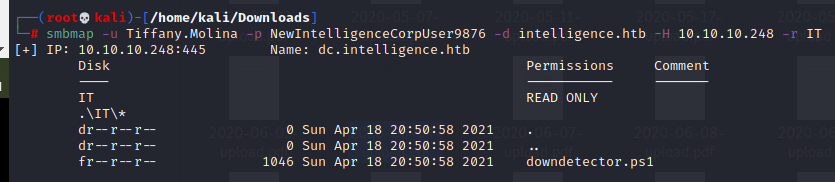 (root💀kali)-[/home/kali/Downloads]
# smbmap -u Tiffany.Molina -p NewIntelligenceCorpUser9876 -d intelligence.htb -H 10.10.10.248 -r IT
[+] IP: 10.10.10.248:445 Name: dc.intelligence.htb
Disk Permissions Comment
---- ----------- -------
IT READ ONLY
.\IT\*
dr--r--r-- 0 Sun Apr 18 20:50:58 2021 .
dr--r--r-- 0 Sun Apr 18 20:50:58 2021 ..
fr--r--r-- 1046 Sun Apr 18 20:50:58 2021 downdetector.ps1